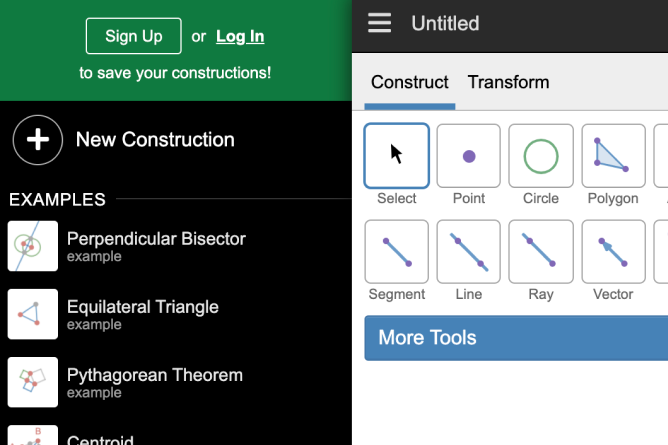 Sign Up or Log In
to save your constructions!
New Construction
EXAMPLES
Perpendicular Bisector
example
Equilateral Triangle
example
Pythagorean Theorem
example
B
Centroid
Untitled
Construct Transform
Select Point Circle Polygon
Segment Line Ray Vector
More Tools